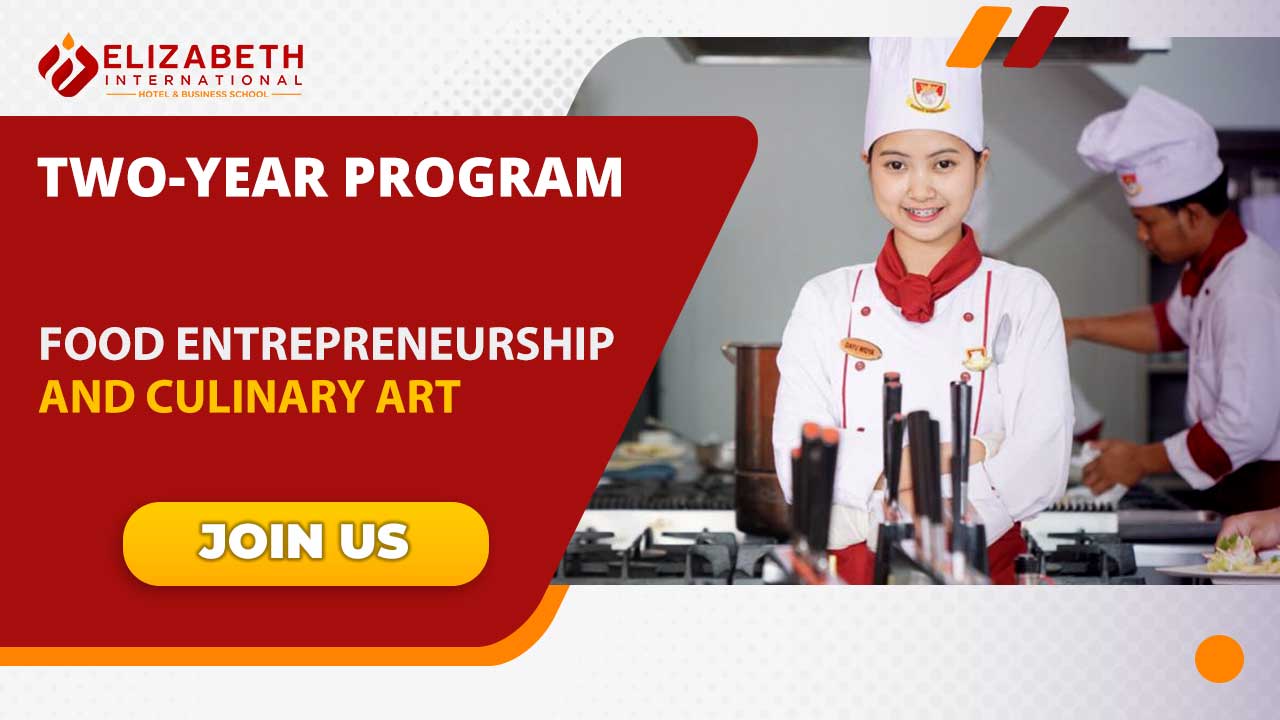 ELIZABETH
INTERNATIONAL
HOTEL & BUSINESS SCHOOL
TWO-YEAR PROGRAM
FOOD ENTREPRENEURSHIP
AND CULINARY ART
JOIN US